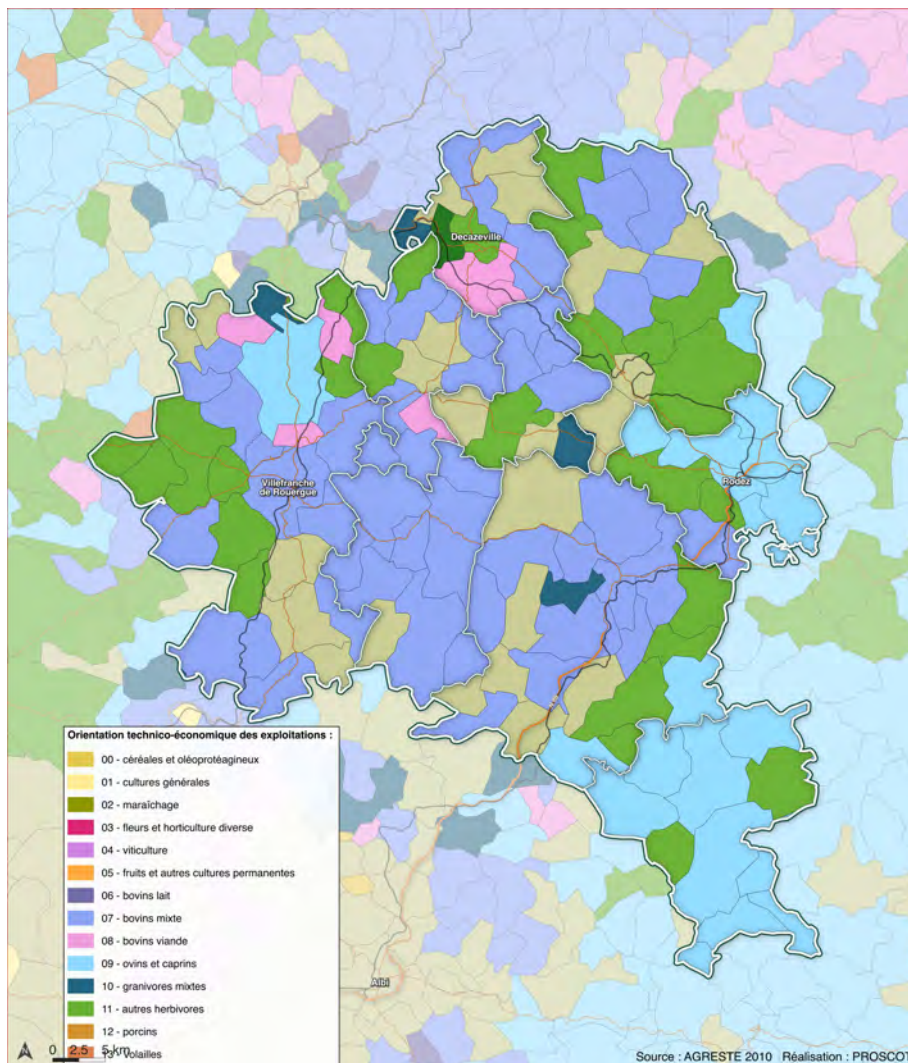 Decazeville
Villefranche
de Rouergue
Rodez
Orientation technico-économique des exploitations :
00 - céréales et oléoprotéagineux
01 - cultures générales
02 - maraîchage
03 - fleurs et horticulture diverse
04 - viticulture
05 - fruits et autres cultures permanentes
06 - bovins lait
07 - bovins mixte
08 - bovins viande
09 - ovins et caprins
10 - granivores mixtes
11 - autres herbivores
12 - porcins
13 - volailles
Albi
0 2.5 5 km
Source : AGRESTE 2010 Réalisation : PROSCOT